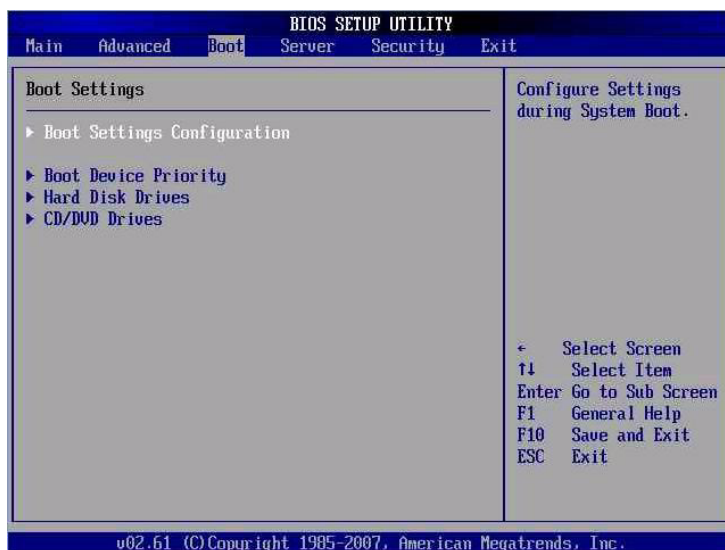 BIOS SETUP UTILITY
Main Advanced Boot Server Security Exit
Boot Settings
▶ Boot Settings Configuration
▶ Boot Device Priority
▶ Hard Disk Drives
▶ CD/DVD Drives
Configure Settings
during System Boot.
← Select Screen
↑↓ Select Item
Enter Go to Sub Screen
F1 General Help
F10 Save and Exit
ESC Exit
v02.61 (C)Copyright 1985-2007, American Megatrends, Inc.